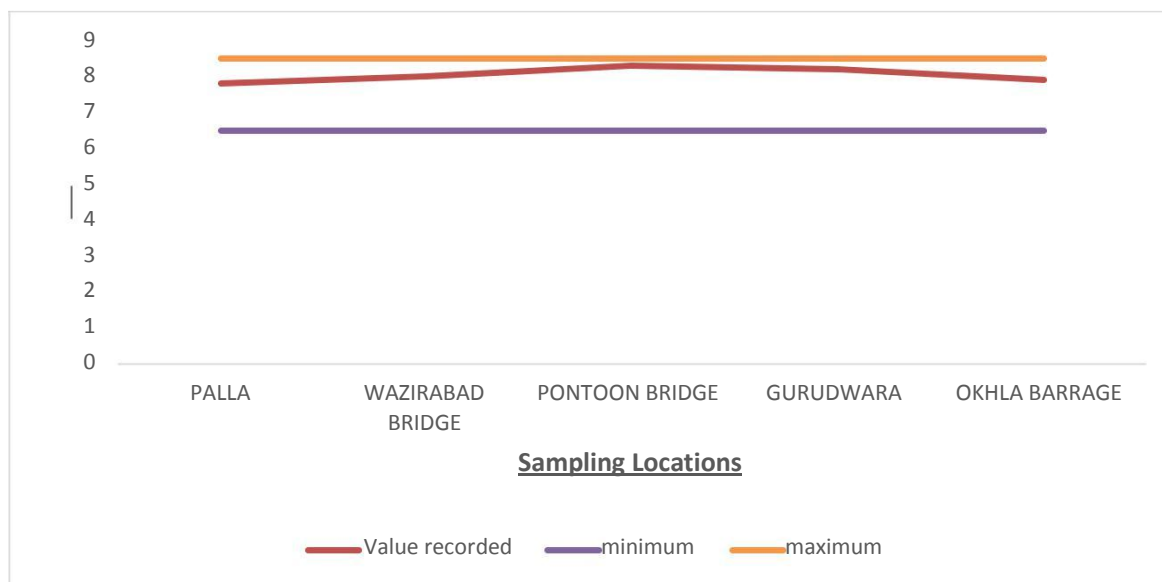 9
8
7
6
5
4
3
2
1
0
PALLA
WAZIRABAD
BRIDGE
PONTOON BRIDGE
GURUDWARA
OKHLA BARRAGE
Sampling Locations
Value recorded
minimum
maximum